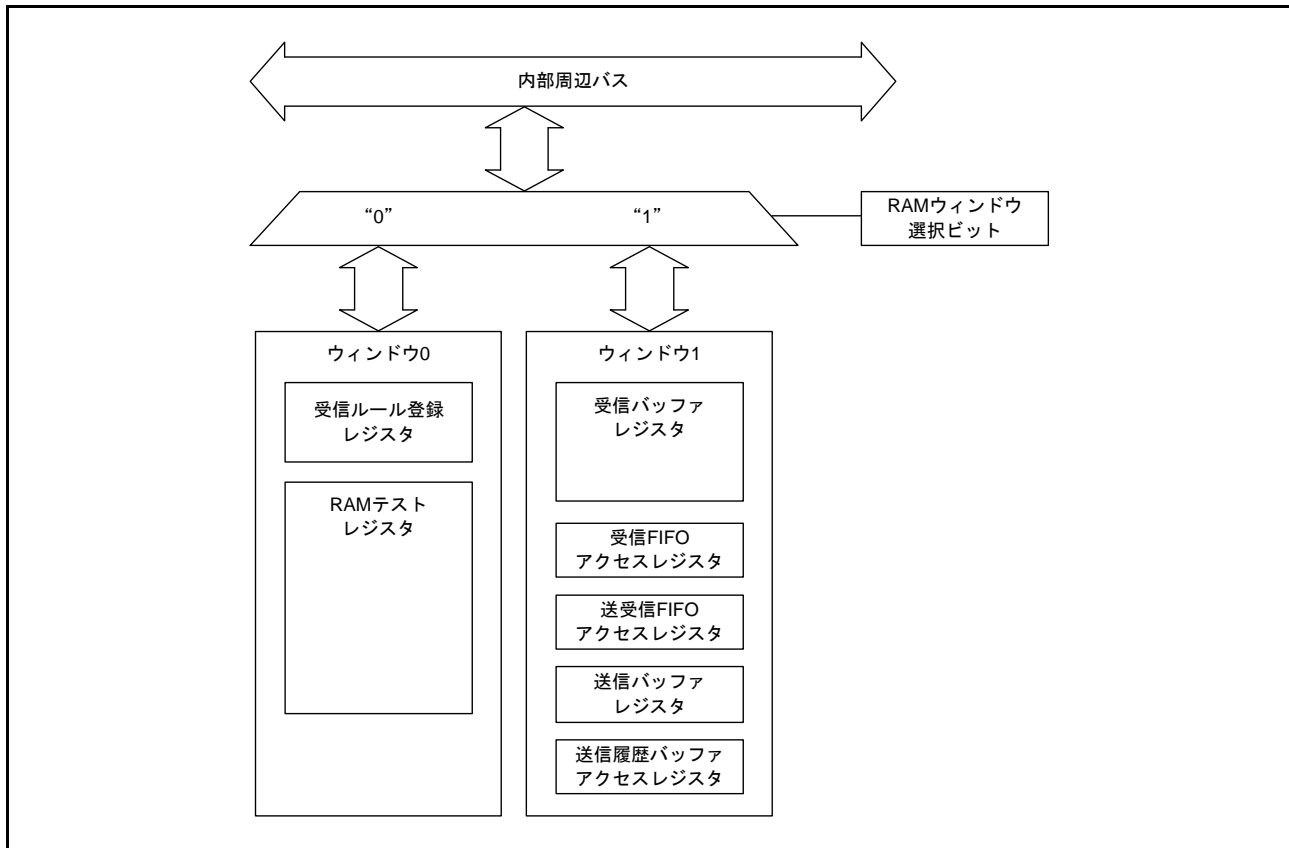 内部周辺バス
“0”
“1”
RAMウィンドウ
選択ビット
ウィンドウ0
受信ルール登録
レジスタ
RAMテスト
レジスタ
ウィンドウ1
受信バッファ
レジスタ
受信FIFO
アクセスレジスタ
送受信FIFO
アクセスレジスタ
送信バッファ
レジスタ
送信履歴バッファ
アクセスレジスタ